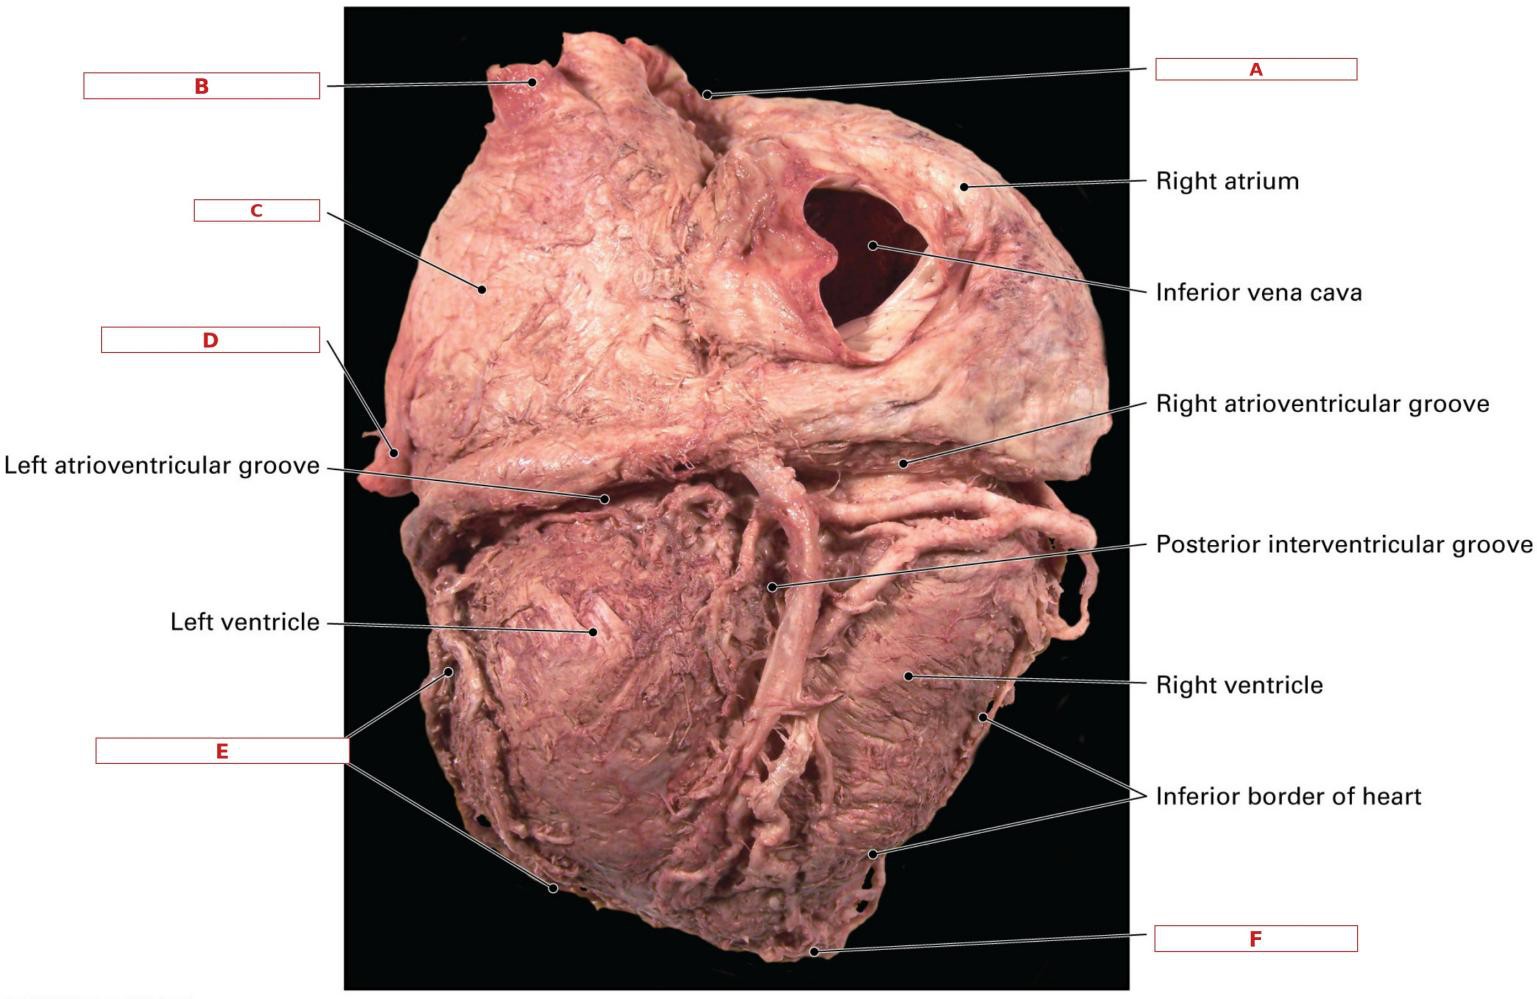 B
A
Right atrium
C
Inferior vena cava
D
Right atrioventricular groove
Left atrioventricular groove
Posterior interventricular groove
Left ventricle
Right ventricle
E
Inferior border of heart
F